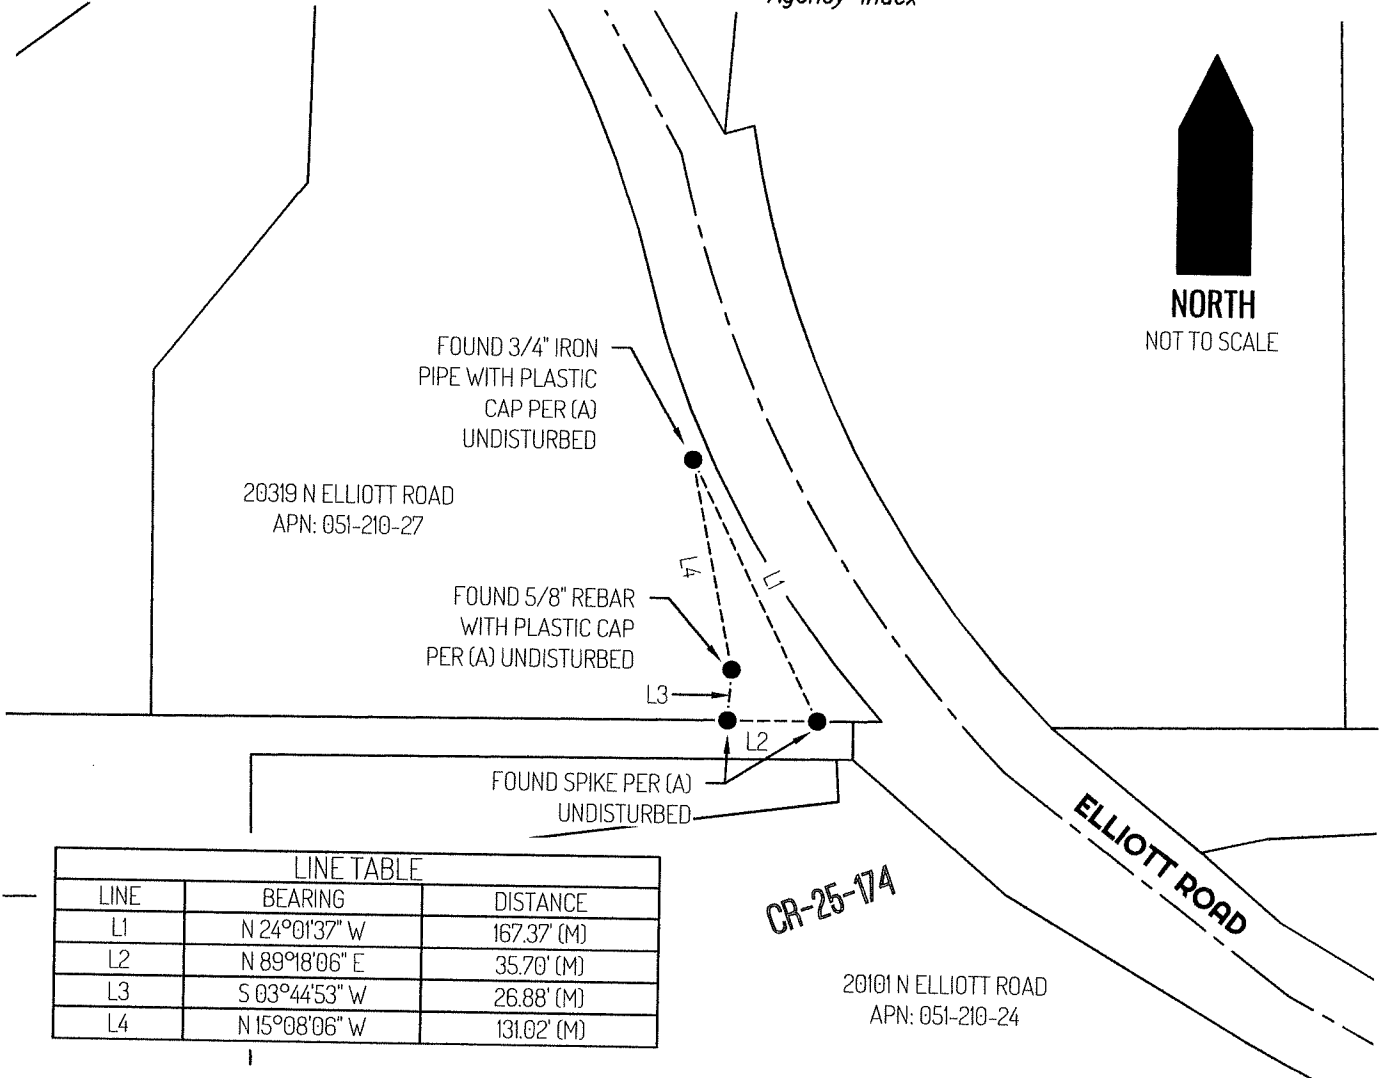 Agency Index
NORTH
NOT TO SCALE
FOUND 3/4" IRON
PIPE WITH PLASTIC
CAP PER (A)
UNDISTURBED
20319 N ELLIOTT ROAD
APN: 051-210-27
L4
L1
FOUND 5/8" REBAR
WITH PLASTIC CAP
PER (A) UNDISTURBED
L3
L2
FOUND SPIKE PER (A)
UNDISTURBED
ELLIOTT ROAD
LINE TABLE
LINE BEARING DISTANCE
L1 N 24°01'37" W 167.37' (M)
L2 N 89°18'06" E 35.70' (M)
L3 S 03°44'53" W 26.88' (M)
L4 N 15°08'06" W 131.02' (M)
CR-25-174
20101 N ELLIOTT ROAD
APN: 051-210-24